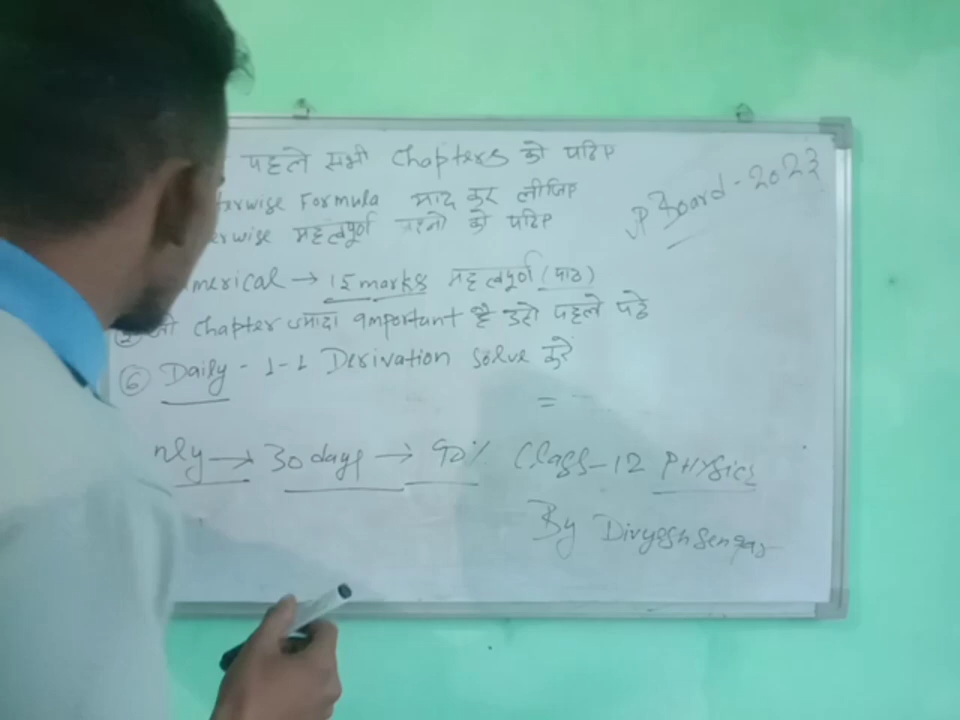 पहले सभी Chapters को पढिए
UP Board - 2023
terwise Formula याद कर लीजिए
erwise महत्वपूर्ण प्रश्नो को पढिए
merical → 15 marks महत्वपूर्ण (पाठ)
जो Chapter ज्यादा important है उसे पहले पढे
⑥ Daily - 1-1 Derivation solve करें
nly → 30 days → 90% Class-12 PHYSICS
By Divyesh Sengar